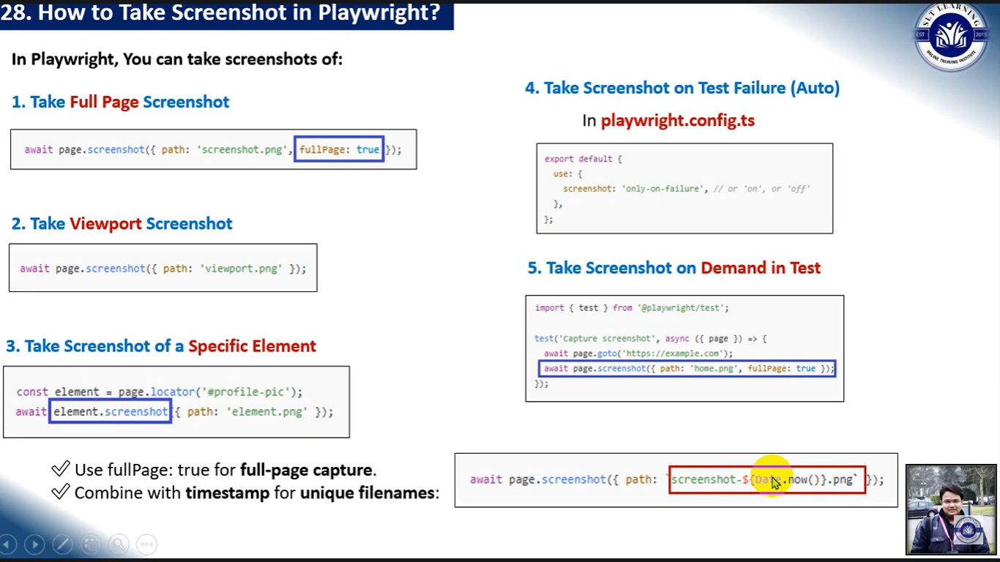 28. How to Take Screenshot in Playwright?
In Playwright, You can take screenshots of:
1. Take Full Page Screenshot
await page.screenshot({ path: 'screenshot.png', fullPage: true });
2. Take Viewport Screenshot
await page.screenshot({ path: 'viewport.png' });
3. Take Screenshot of a Specific Element
const element = page.locator('#profile-pic');
await element.screenshot({ path: 'element.png' });
✓ Use fullPage: true for full-page capture.
✓ Combine with timestamp for unique filenames:
4. Take Screenshot on Test Failure (Auto)
In playwright.config.ts
export default {
use: {
screenshot: 'only-on-failure', // or 'on', or 'off'
},
};
5. Take Screenshot on Demand in Test
import { test } from '@playwright/test';
test('Capture screenshot', async ({ page }) => {
await page.goto('https://example.com');
await page.screenshot({ path: 'home.png', fullPage: true });
});
await page.screenshot({ path: `screenshot-${Date.now()}.png` });
SLT LEARNING
EST 2015
ONLINE TRAINING INSTITUTE